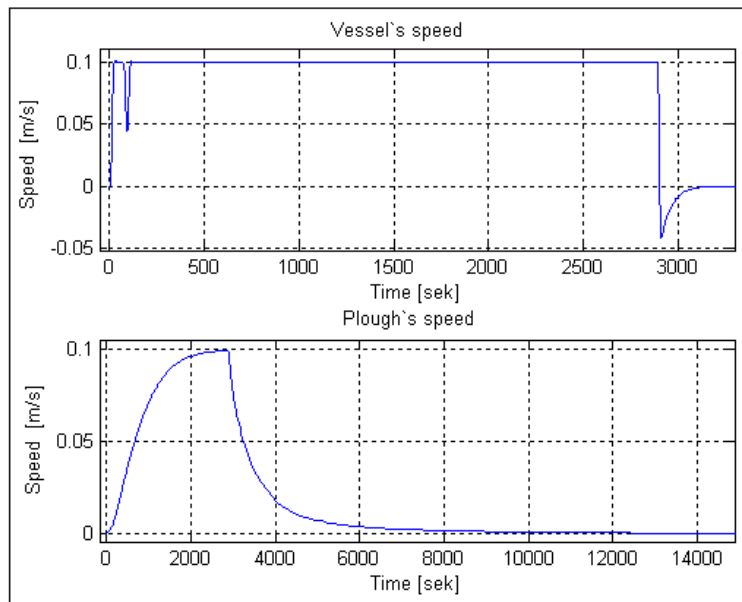 Vessel`s speed
0.1
0.05
0
-0.05
Speed [m/s]
0 500 1000 1500 2000 2500 3000
Time [sek]
Plough`s speed
0.1
0.05
0
Speed [m/s]
0 2000 4000 6000 8000 10000 12000 14000
Time [sek]